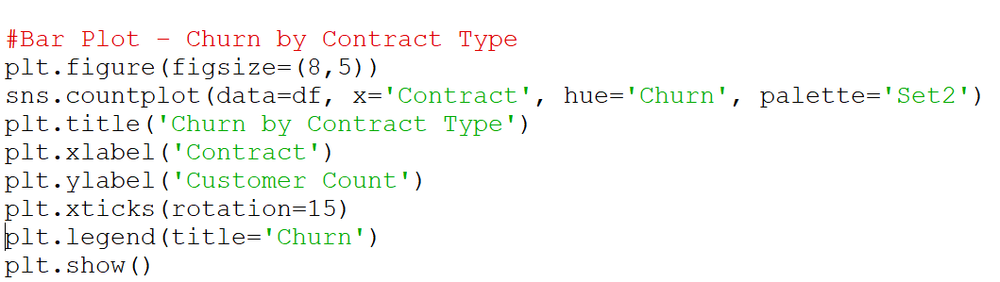 #Bar Plot – Churn by Contract Type
plt.figure(figsize=(8,5))
sns.countplot(data=df, x='Contract', hue='Churn', palette='Set2')
plt.title('Churn by Contract Type')
plt.xlabel('Contract')
plt.ylabel('Customer Count')
plt.xticks(rotation=15)
plt.legend(title='Churn')
plt.show()